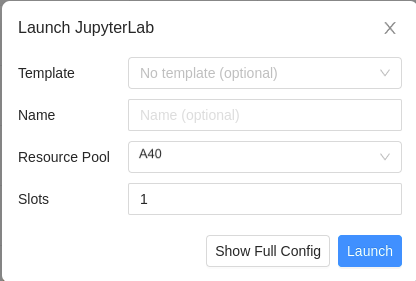 Launch JupyterLab
Template No template (optional)
Name Name (optional)
Resource Pool A40
Slots 1
Show Full Config Launch